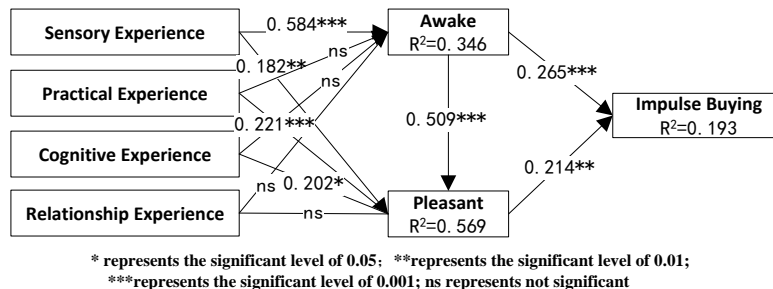 Sensory Experience
Practical Experience
Cognitive Experience
Relationship Experience
0.584***
ns
0.182**
ns
0.221***
ns
0.202*
ns
Awake
R²=0.346
0.509***
Pleasant
R²=0.569
0.265***
0.214**
Impulse Buying
R²=0.193
* represents the significant level of 0.05; **represents the significant level of 0.01;
***represents the significant level of 0.001; ns represents not significant